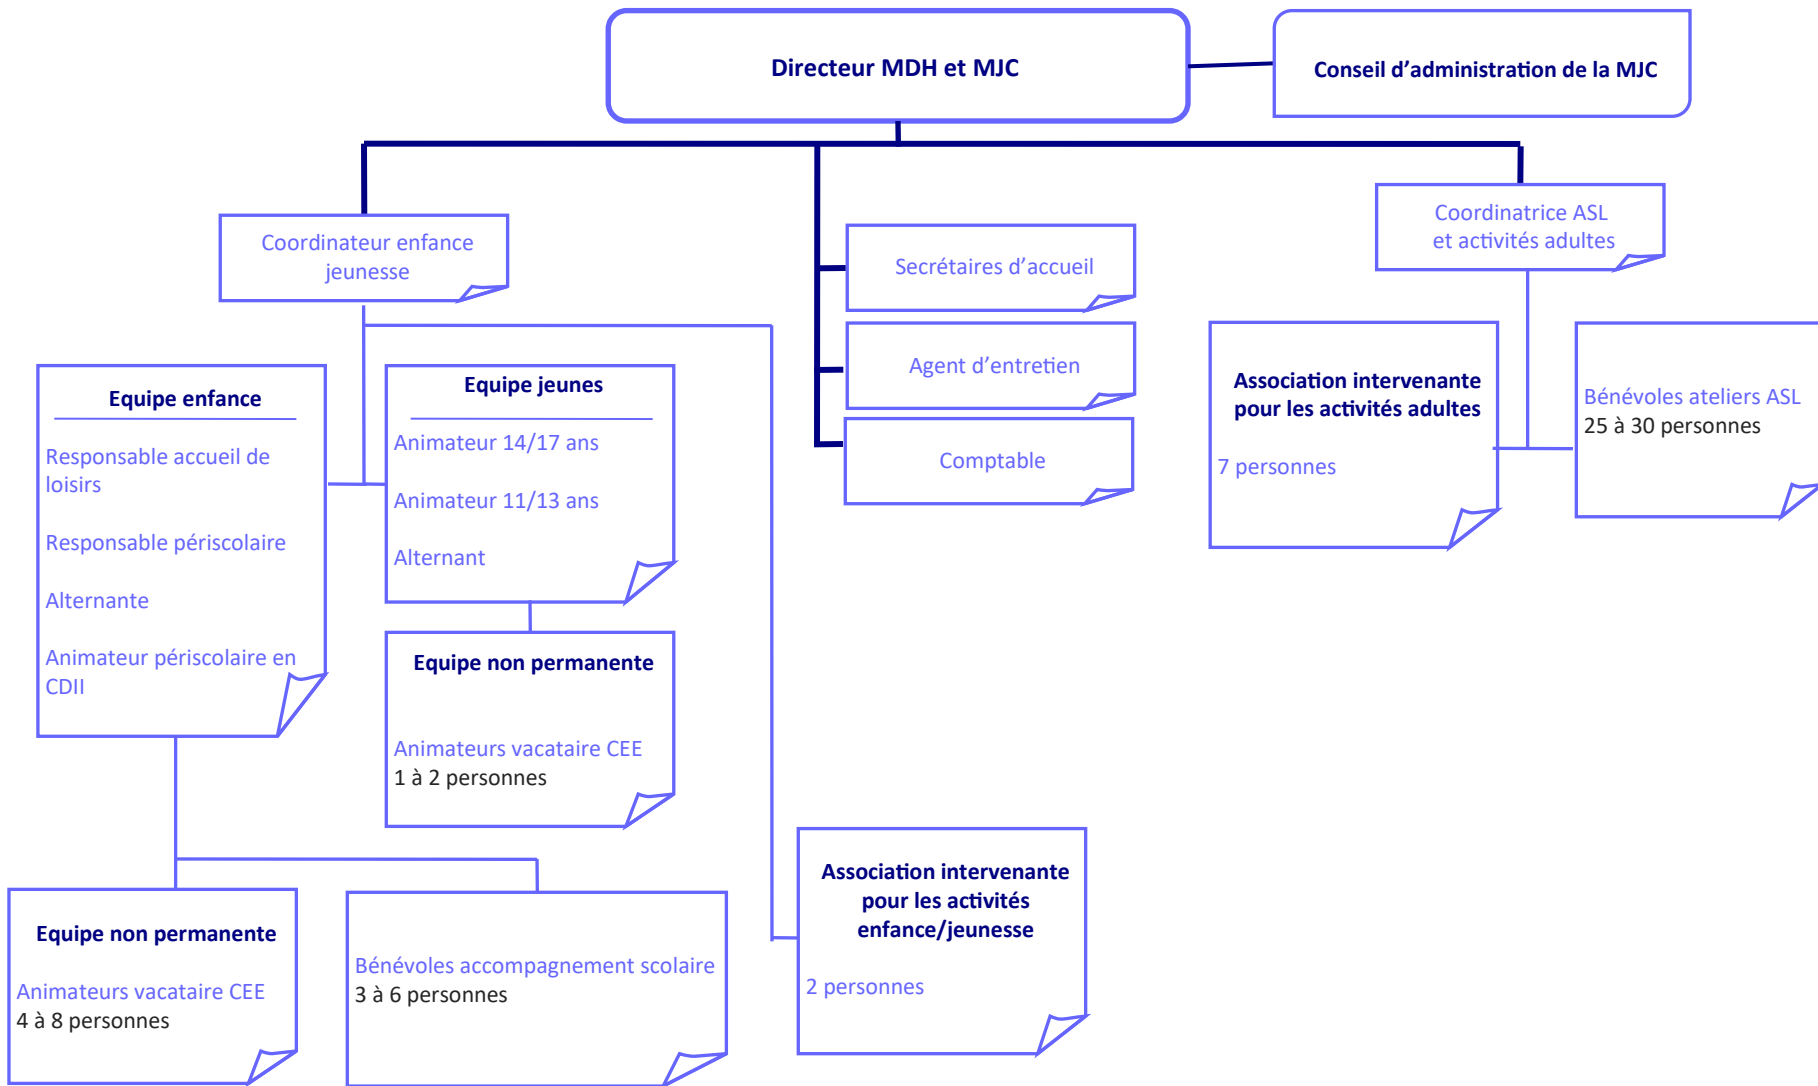 Directeur MDH et MJC
Conseil d’administration de la MJC
Coordinateur enfance
jeunesse
Secrétaires d’accueil
Agent d’entretien
Comptable
Coordinatrice ASL
et activités adultes
Equipe enfance
Responsable accueil de
loisirs
Responsable périscolaire
Alternante
Animateur périscolaire en
CDII
Equipe jeunes
Animateur 14/17 ans
Animateur 11/13 ans
Alternant
Equipe non permanente
Animateurs vacataire CEE
1 à 2 personnes
Association intervenante
pour les activités adultes
7 personnes
Bénévoles ateliers ASL
25 à 30 personnes
Equipe non permanente
Animateurs vacataire CEE
4 à 8 personnes
Bénévoles accompagnement scolaire
3 à 6 personnes
Association intervenante
pour les activités
enfance/jeunesse
2 personnes